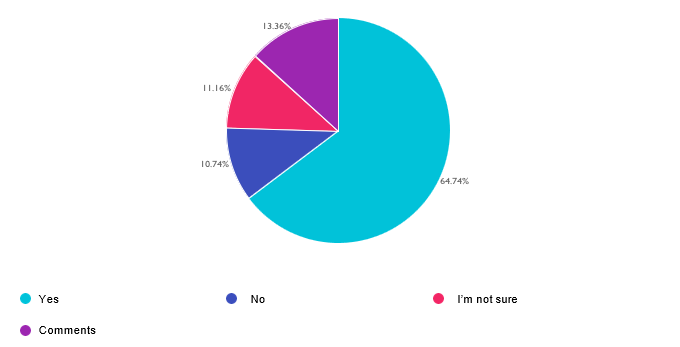 13.36%
11.16%
10.74%
64.74%
Yes
No
I'm not sure
Comments